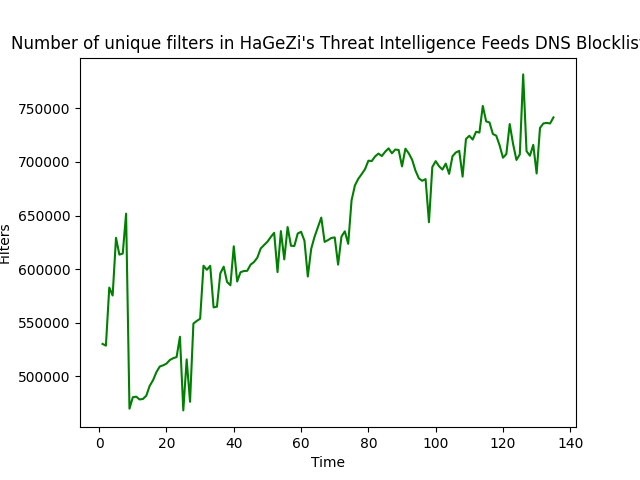 Number of unique filters in HaGeZi's Threat Intelligence Feeds DNS Blocklist
750000
700000
650000
600000
550000
500000
Filters
0 20 40 60 80 100 120 140
Time